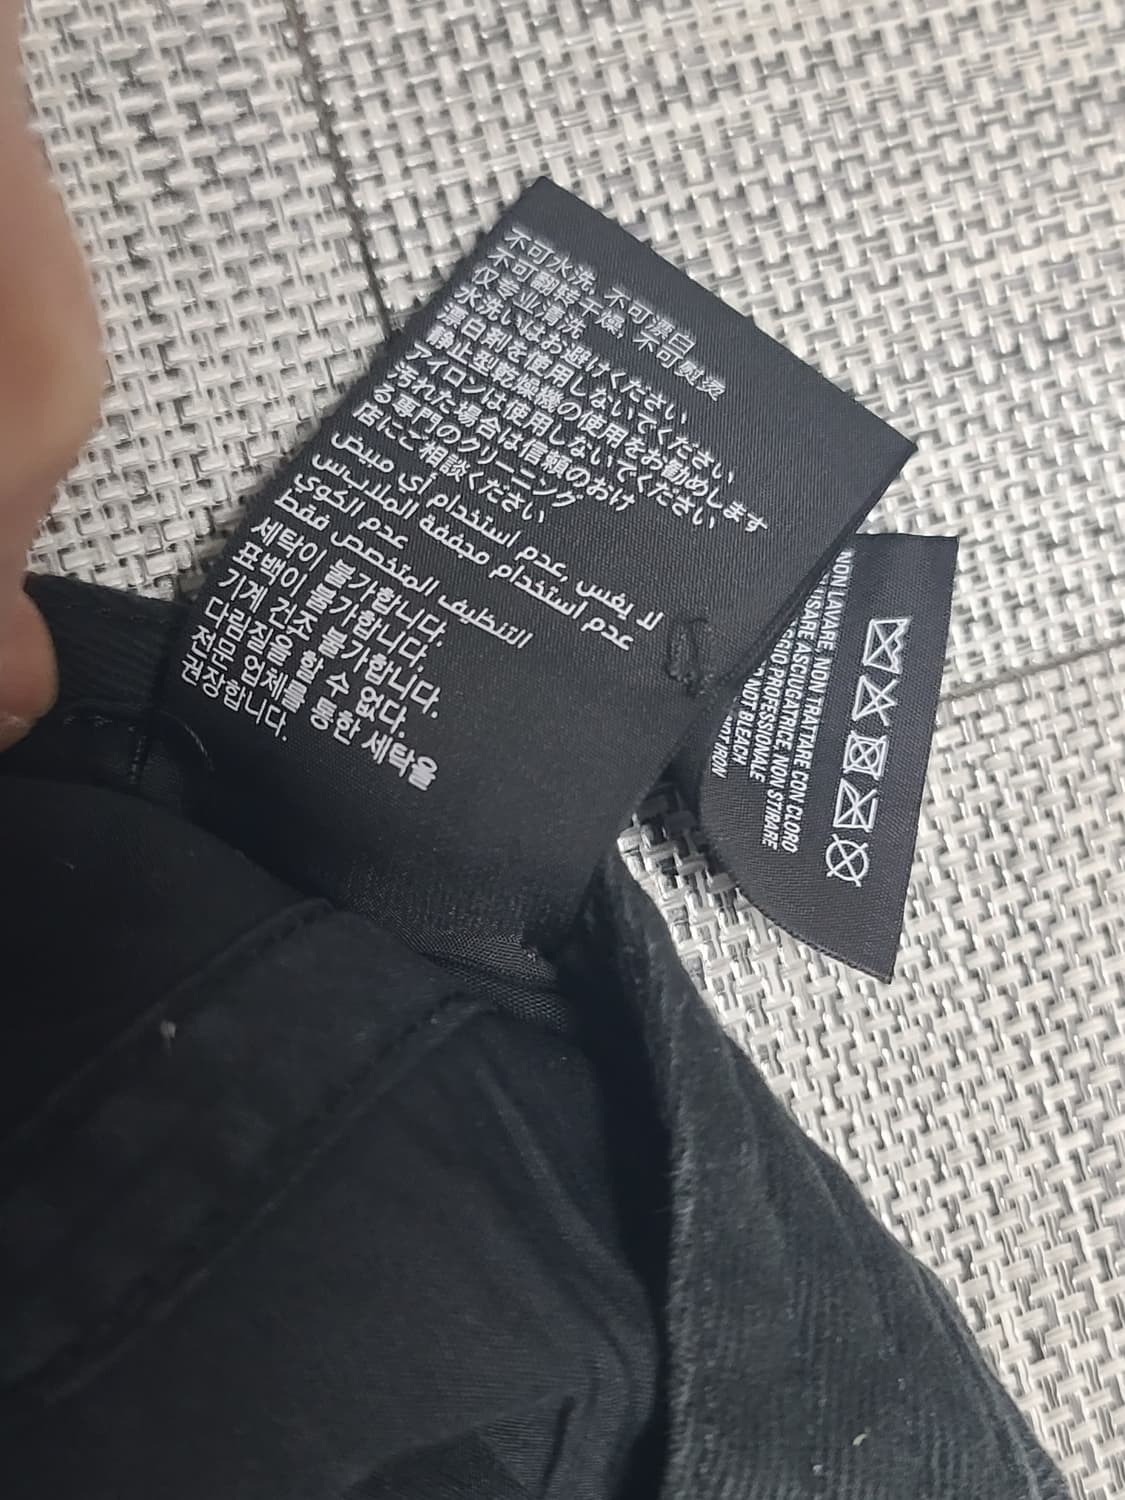 不可水洗, 不可漂白
不可翻转干燥, 不可熨烫
仅专业清洗
水洗いはお避けください
漂白剤を使用しないでください
静止型乾燥機の使用をお勧めします
アイロンは使用しないでください
汚れた場合は信頼のおけ
る専門のクリーニング
店にご相談ください
لا يغسل ,عدم استخدام أي مبيض
عدم استخدام مجففة الملابس
عدم الكوي
التنظيف المتخصص فقط
세탁이 불가합니다.
표백이 불가합니다.
기계 건조 불가합니다.
다림질을 할 수 없다.
전문 업체를 통한 세탁을
권장합니다.
NON LAVARE, NON TRATTARE CON CLORO
USARE ASCIUGATRICE, NON STIRARE
GIO PROFESSIONALE
NOT BLEACH
NOT IRON